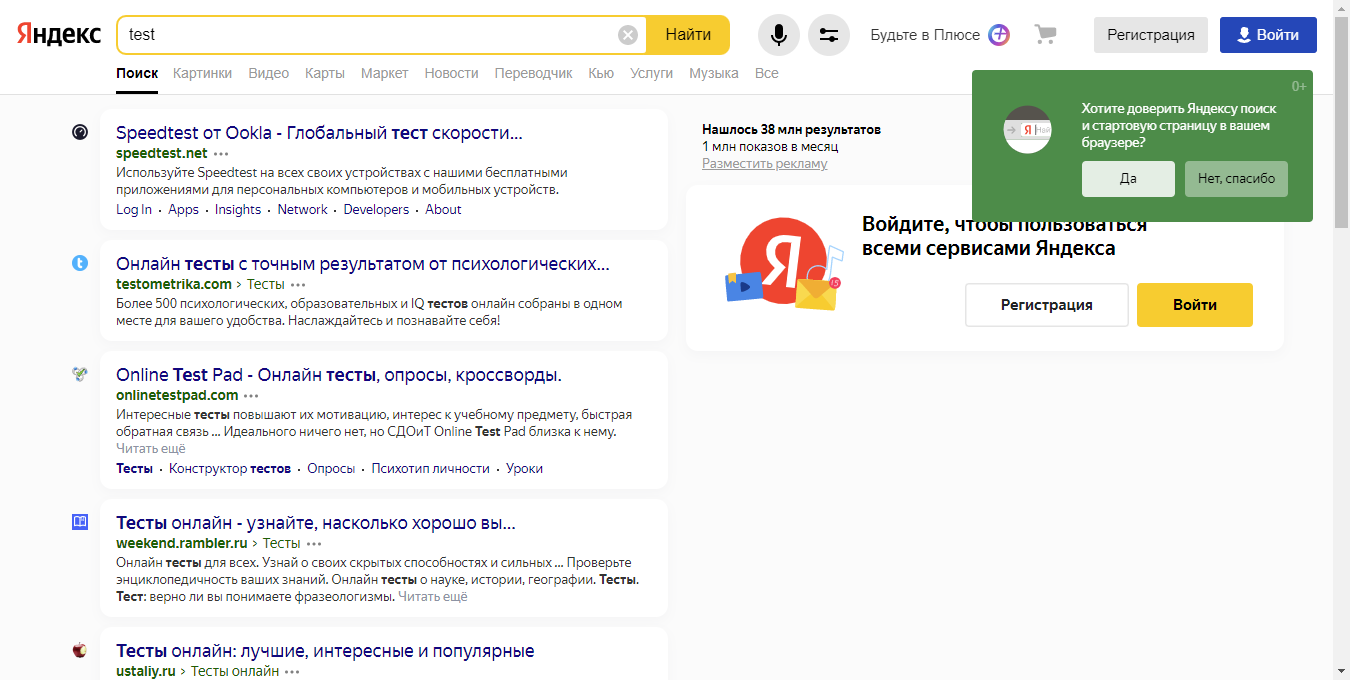 Яндекс
test
Найти
Будьте в Плюсе
Регистрация
Войти
Поиск Картинки Видео Карты Маркет Новости Переводчик Кью Услуги Музыка Все
0+
Хотите доверить Яндексу поиск
и стартовую страницу в вашем
браузере?
Да
Нет, спасибо
Speedtest от Ookla - Глобальный тест скорости...
speedtest.net
Используйте Speedtest на всех своих устройствах с нашими бесплатными
приложениями для персональных компьютеров и мобильных устройств.
Log In · Apps · Insights · Network · Developers · About
Онлайн тесты с точным результатом от психологических...
testometrika.com › Тесты
Более 500 психологических, образовательных и IQ тестов онлайн собраны в одном
месте для вашего удобства. Наслаждайтесь и познавайте себя!
Online Test Pad - Онлайн тесты, опросы, кроссворды.
onlinetestpad.com
Интересные тесты повышают их мотивацию, интерес к учебному предмету, быстрая
обратная связь ... Идеального ничего нет, но СДОиТ Online Test Pad близка к нему.
Читать ещё
Тесты · Конструктор тестов · Опросы · Психотип личности · Уроки
Тесты онлайн - узнайте, насколько хорошо вы...
weekend.rambler.ru › Тесты
Онлайн тесты для всех. Узнай о своих скрытых способностях и сильных ... Проверьте
энциклопедичность ваших знаний. Онлайн тесты о науке, истории, географии. Тесты.
Тест: верно ли вы понимаете фразеологизмы. Читать ещё
Тесты онлайн: лучшие, интересные и популярные
ustaliy.ru › Тесты онлайн
Нашлось 38 млн результатов
1 млн показов в месяц
Разместить рекламу
Я
15
Войдите, чтобы пользоваться
всеми сервисами Яндекса
Регистрация
Войти